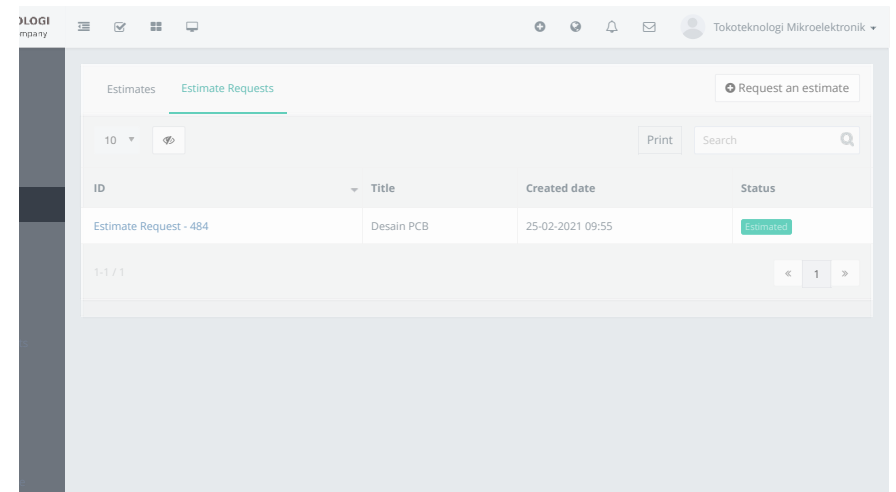 OLOGI
ompany
Tokoteknologi Mikroelektronik
Estimates
Estimate Requests
Request an estimate
10
Print
Search
ID
Title
Created date
Status
Estimate Request - 484
Desain PCB
25-02-2021 09:55
Estimated
1-1 / 1
« 1 »